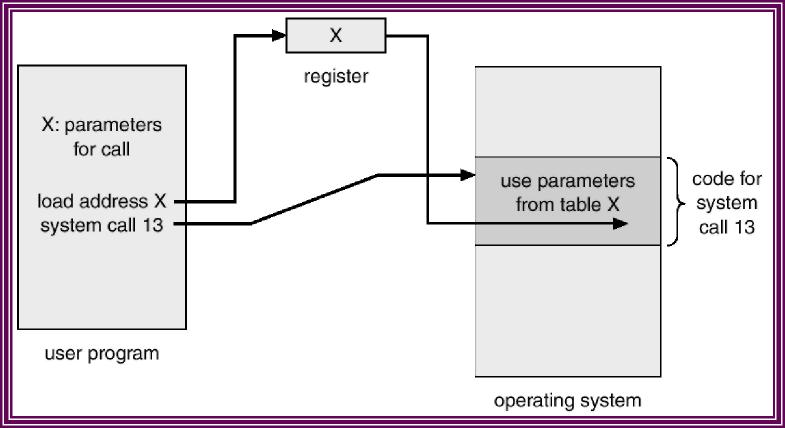 X
register
X: parameters
for call
load address X
system call 13
user program
use parameters
from table X
code for
system
call 13
operating system